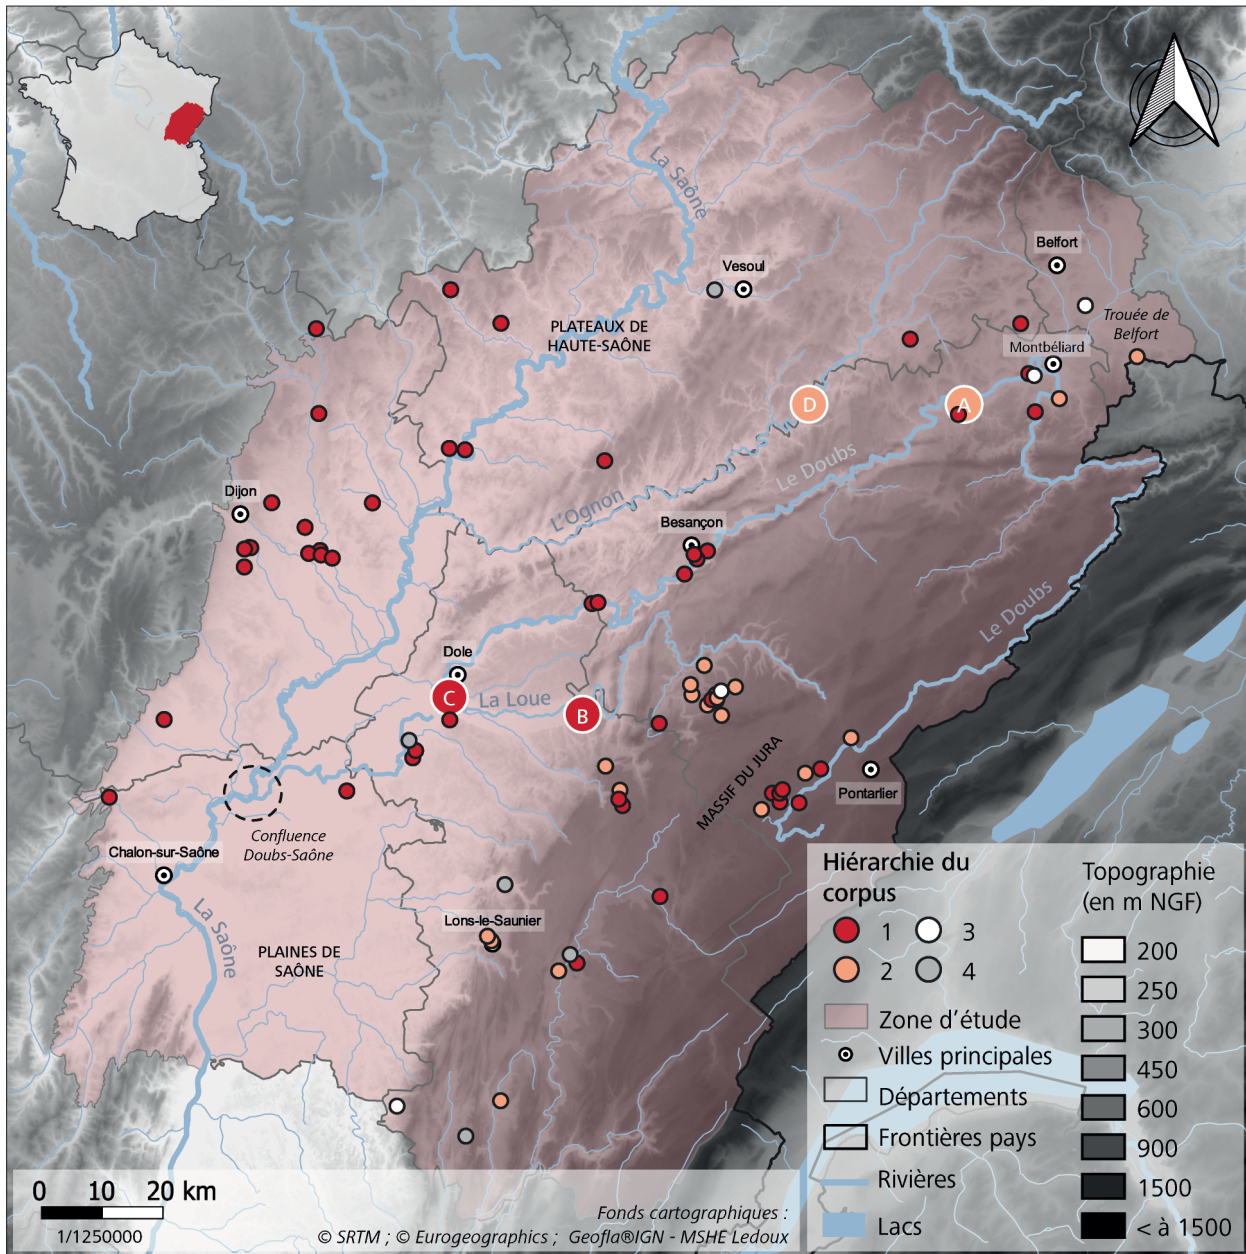 La Saône
Belfort
Vesoul
Trouée de
Belfort
PLATEAUX DE
HAUTE-SAÔNE
Montbéliard
D
A
Le Doubs
Dijon
L'Ognon
Besançon
Le Doubs
Dole
C
La Loue
B
MASSIF DU JURA
Pontarlier
Confluence
Doubs-Saône
Chalon-sur-Saône
La Saône
Lons-le-Saunier
PLAINES DE
SAÔNE
Hiérarchie du
corpus
1
3
2
4
Zone d'étude
Villes principales
Départements
Frontières pays
Rivières
Lacs
Topographie
(en m NGF)
200
250
300
450
600
900
1500
< à 1500
0 10 20 km
1/1250000
Fonds cartographiques :
© SRTM ; © Eurogeographics ; Geofla®IGN - MSHE Ledoux